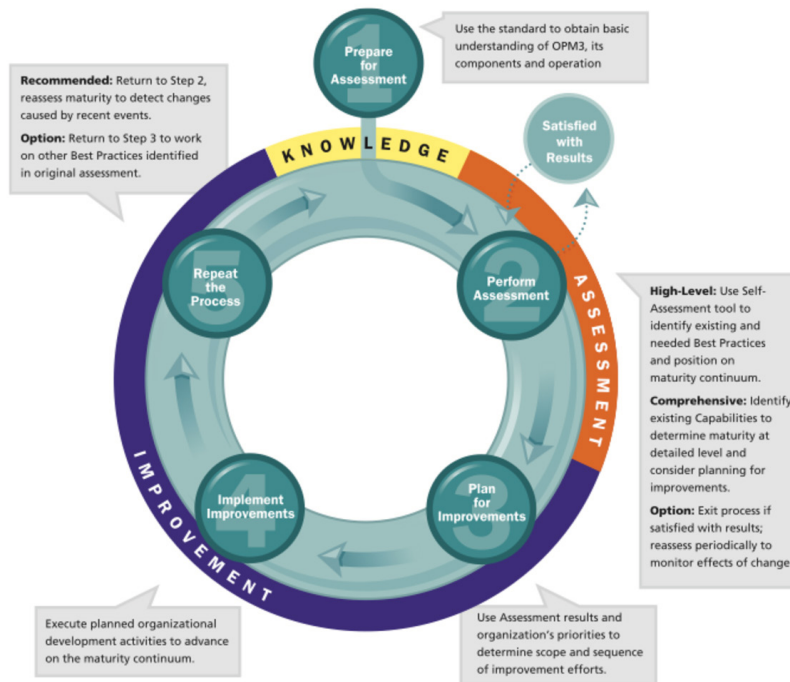 1
Prepare
for
Assessment
Use the standard to obtain basic
understanding of OPM3, its
components and operation
Recommended: Return to Step 2,
reassess maturity to detect changes
caused by recent events.
Option: Return to Step 3 to work
on other Best Practices identified
in original assessment.
Satisfied
with
Results
KNOWLEDGE
ASSESSMENT
IMPROVEMENT
2
Perform
Assessment
High-Level: Use Self-
Assessment tool to
identify existing and
needed Best Practices
and position on
maturity continuum.
Comprehensive: Identify
existing Capabilities to
determine maturity at
detailed level and
consider planning for
improvements.
Option: Exit process if
satisfied with results;
reassess periodically to
monitor effects of change
3
Plan
for
Improvements
Use Assessment results and
organization's priorities to
determine scope and sequence
of improvement efforts.
4
Implement
Improvements
Execute planned organizational
development activities to advance
on the maturity continuum.
5
Repeat
the
Process